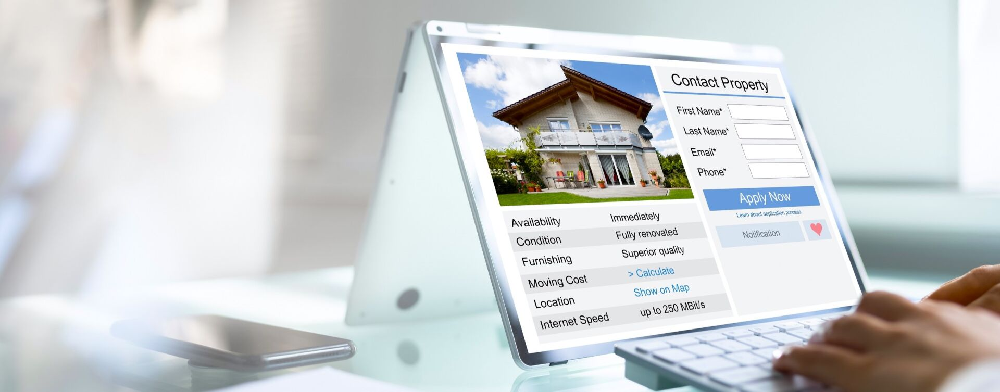 Contact Property
First Name*
Last Name*
Email*
Phone*
Apply Now
Learn about application process
Notification
Availability Immediately
Condition Fully renovated
Furnishing Superior quality
Moving Cost > Calculate
Location Show on Map
Internet Speed up to 250 MBit/s